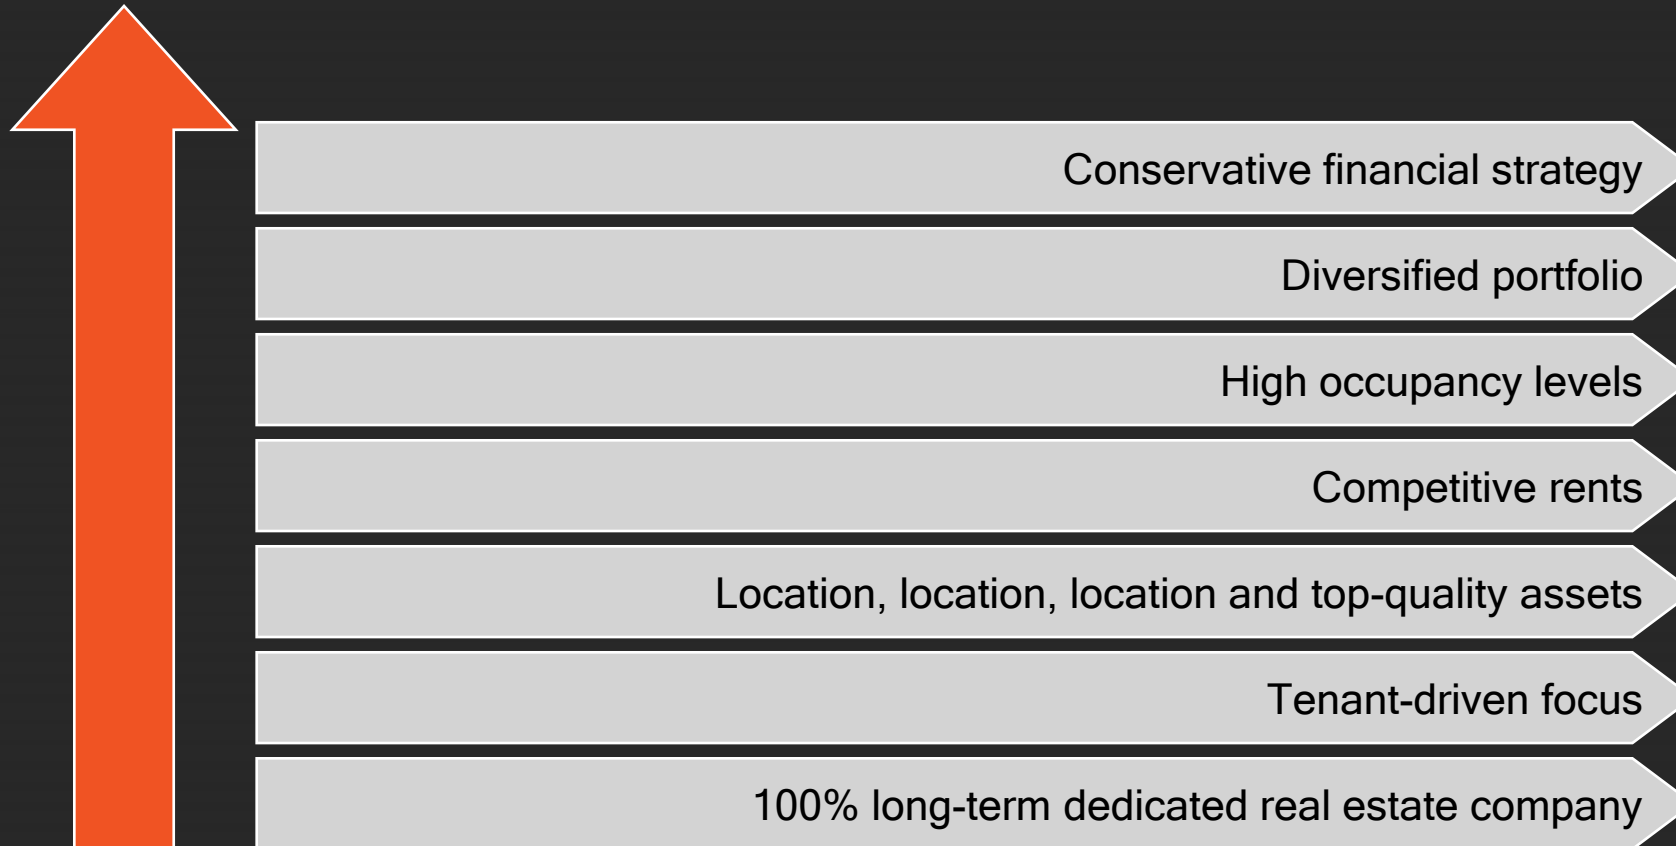 Conservative financial strategy
Diversified portfolio
High occupancy levels
Competitive rents
Location, location, location and top-quality assets
Tenant-driven focus
100% long-term dedicated real estate company